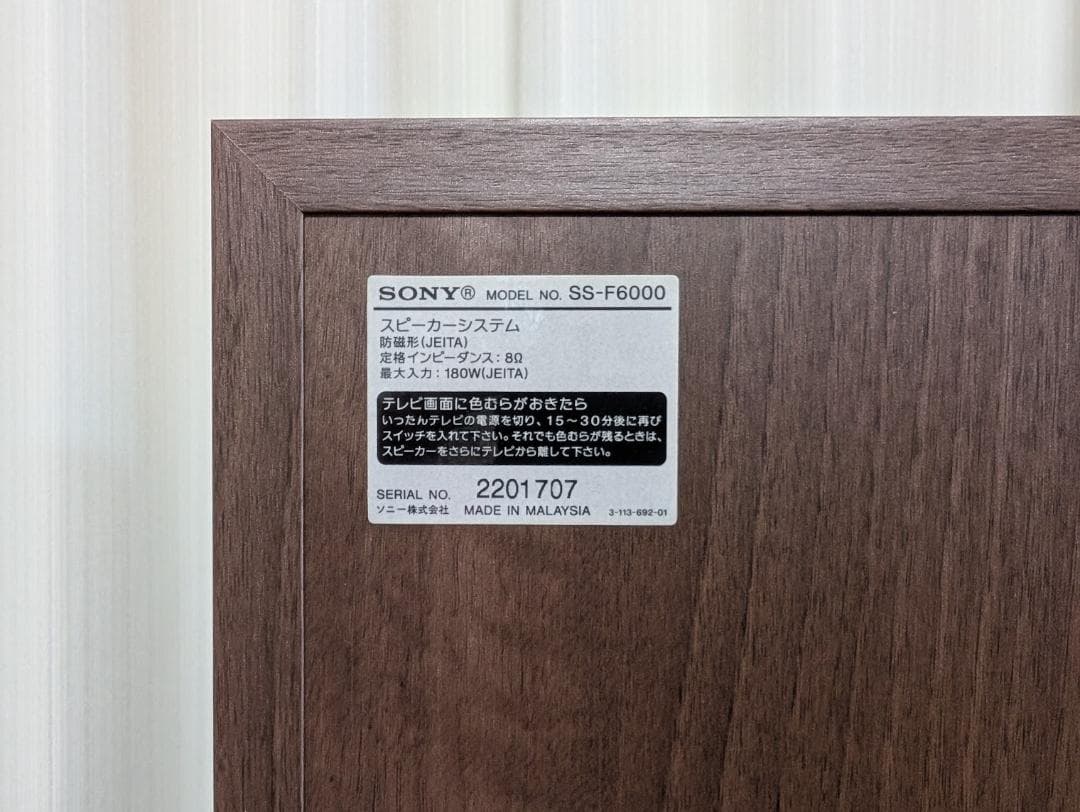 SONY® MODEL NO. SS-F6000
スピーカーシステム
防磁形(JEITA)
定格インピーダンス:8Ω
最大入力:180W(JEITA)
テレビ画面に色むらがおきたら
いったんテレビの電源を切り、15～30分後に再び
スイッチを入れて下さい。それでも色むらが残るときは、
スピーカーをさらにテレビから離して下さい。
SERIAL NO. 2201707
ソニー株式会社 MADE IN MALAYSIA 3-113-692-01